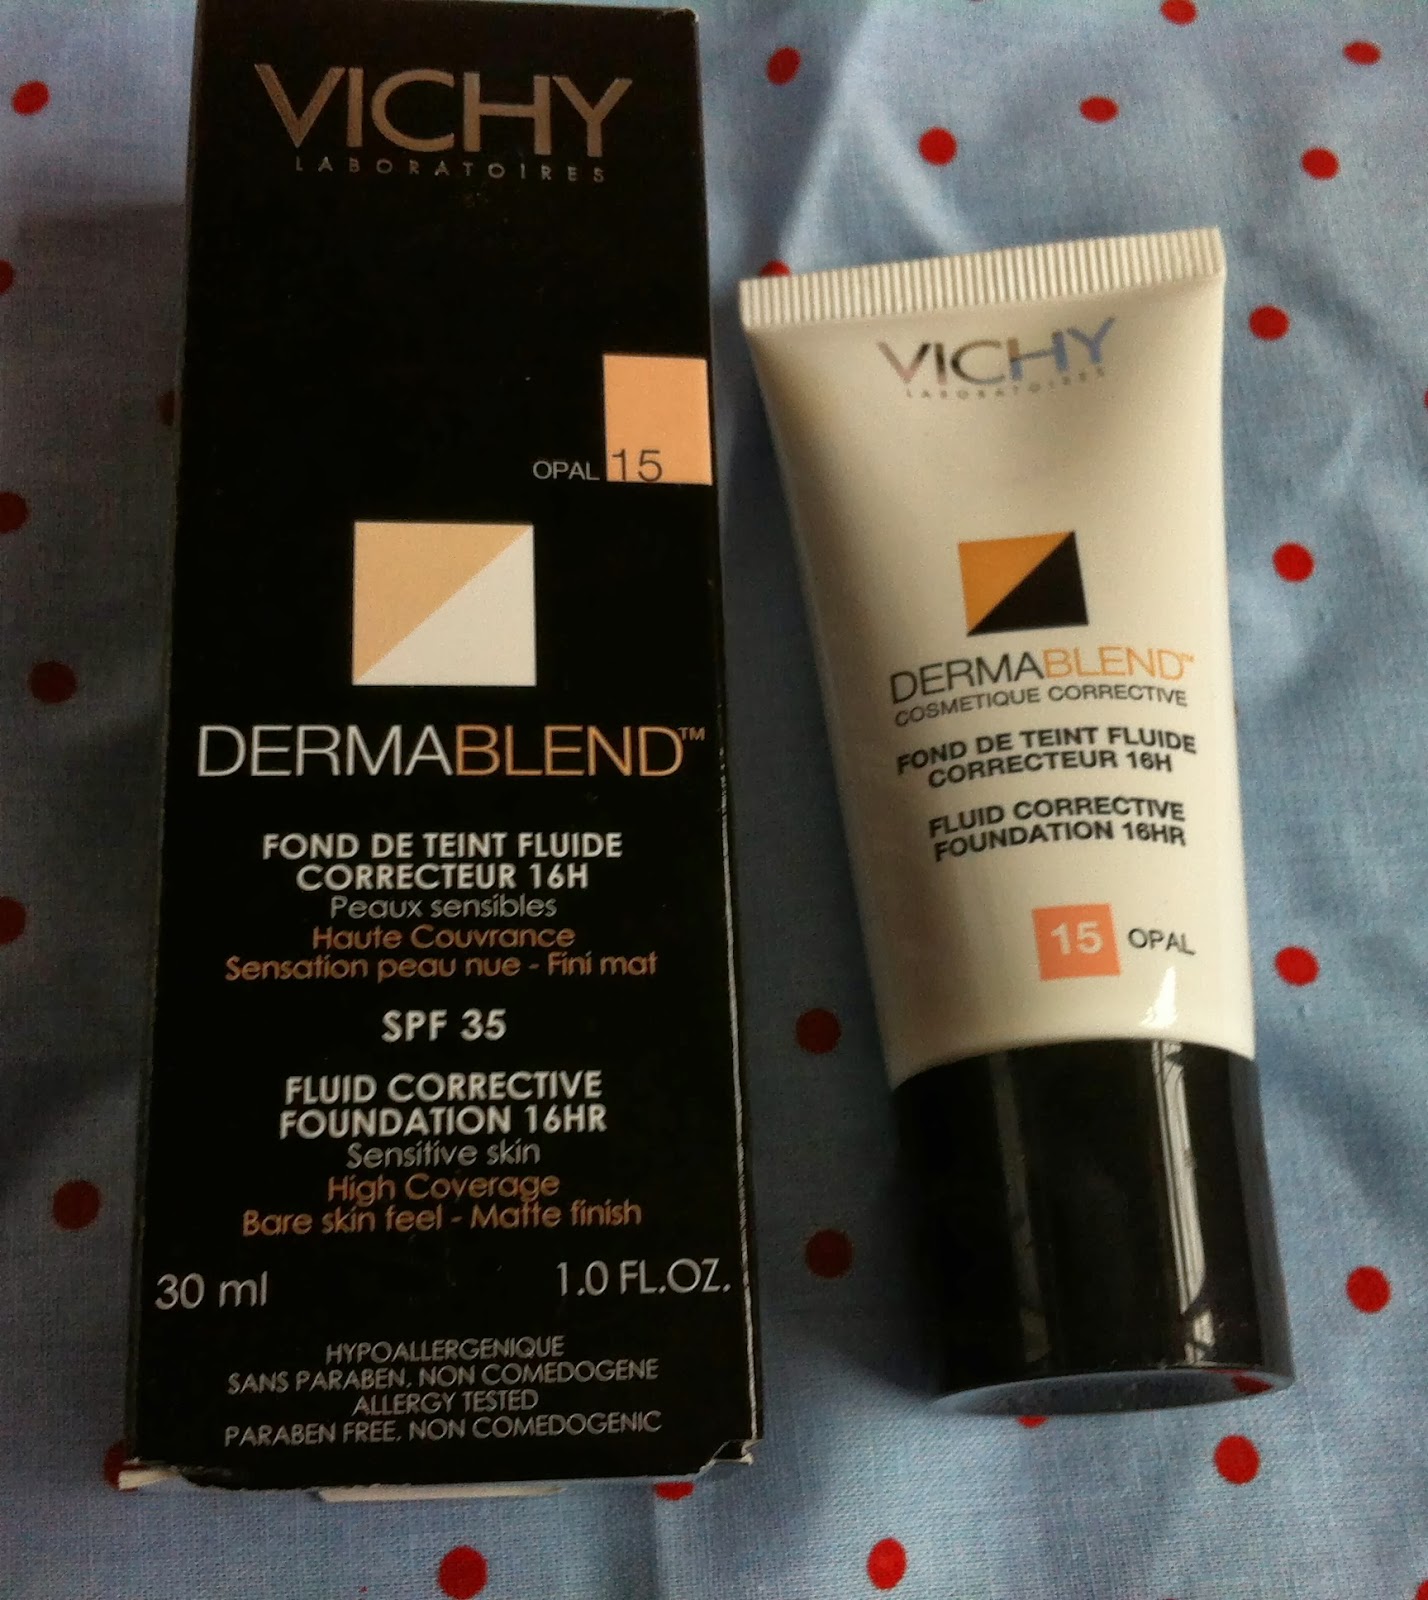 VICHY
LABORATOIRES
OPAL 15
DERMABLEND™
FOND DE TEINT FLUIDE
CORRECTEUR 16H
Peaux sensibles
Haute Couvrance
Sensation peau nue - Fini mat
SPF 35
FLUID CORRECTIVE
FOUNDATION 16HR
Sensitive skin
High Coverage
Bare skin feel - Matte finish
30 ml 1.0 FL.OZ.
HYPOALLERGENIQUE
SANS PARABEN, NON COMEDOGENE
ALLERGY TESTED
PARABEN FREE, NON COMEDOGENIC
VICHY
LABORATOIRES
DERMABLEND™
COSMETIQUE CORRECTIVE
FOND DE TEINT FLUIDE
CORRECTEUR 16H
FLUID CORRECTIVE
FOUNDATION 16HR
15 OPAL